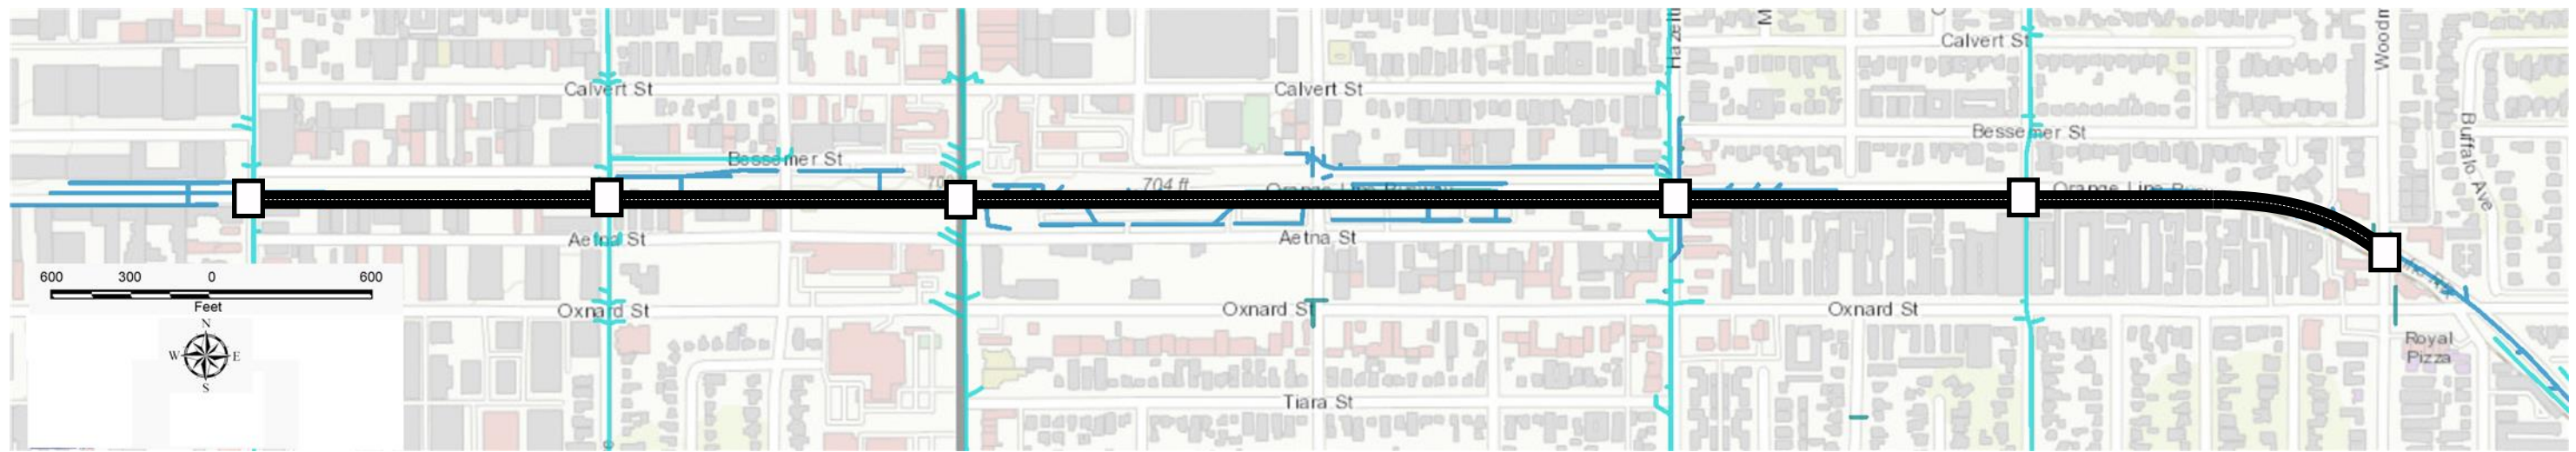 Calvert St
Calvert St
Calvert St
Bessemer St
Bessemer St
704 ft
Aetna St
Aetna St
600 300 0 600
Feet
N
W E
S
Oxnard St
Oxnard St
Oxnard St
Tiara St
Buffalo Ave
Royal
Pizza